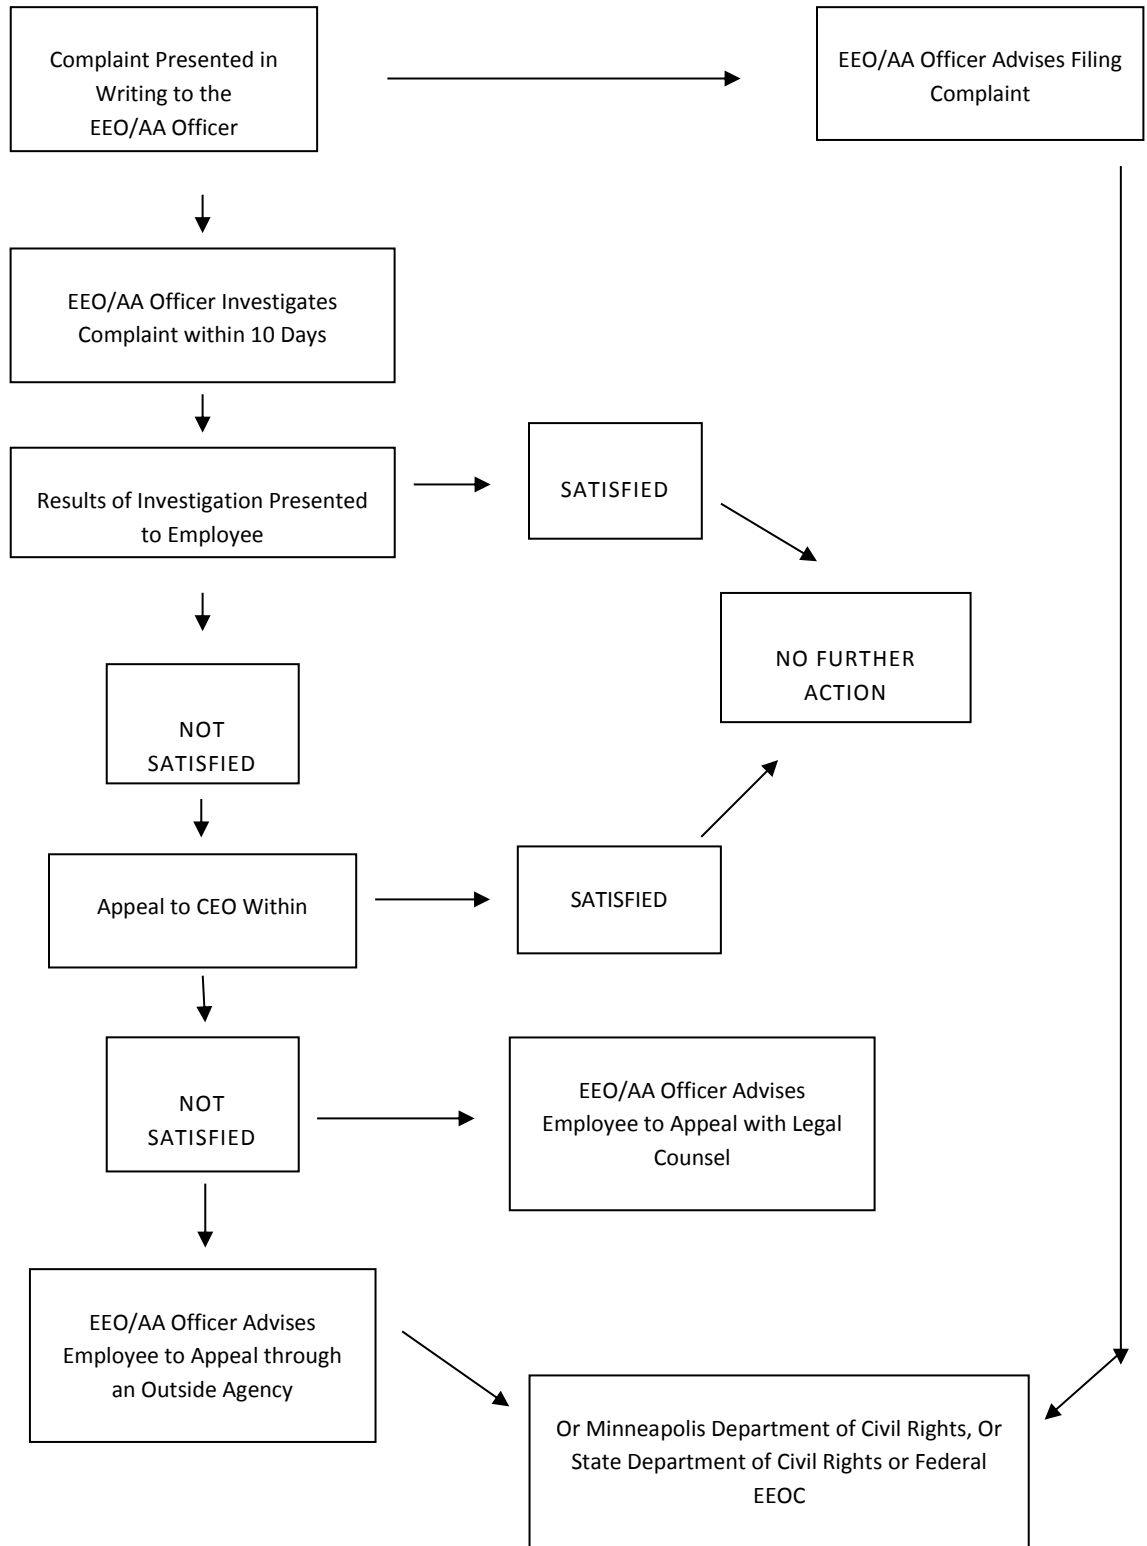 Complaint Presented in
Writing to the
EEO/AA Officer
EEO/AA Officer Advises Filing
Complaint
EEO/AA Officer Investigates
Complaint within 10 Days
Results of Investigation Presented
to Employee
SATISFIED
NO FURTHER
ACTION
NOT
SATISFIED
Appeal to CEO Within
SATISFIED
NOT
SATISFIED
EEO/AA Officer Advises
Employee to Appeal with Legal
Counsel
EEO/AA Officer Advises
Employee to Appeal through
an Outside Agency
Or Minneapolis Department of Civil Rights, Or
State Department of Civil Rights or Federal
EEOC